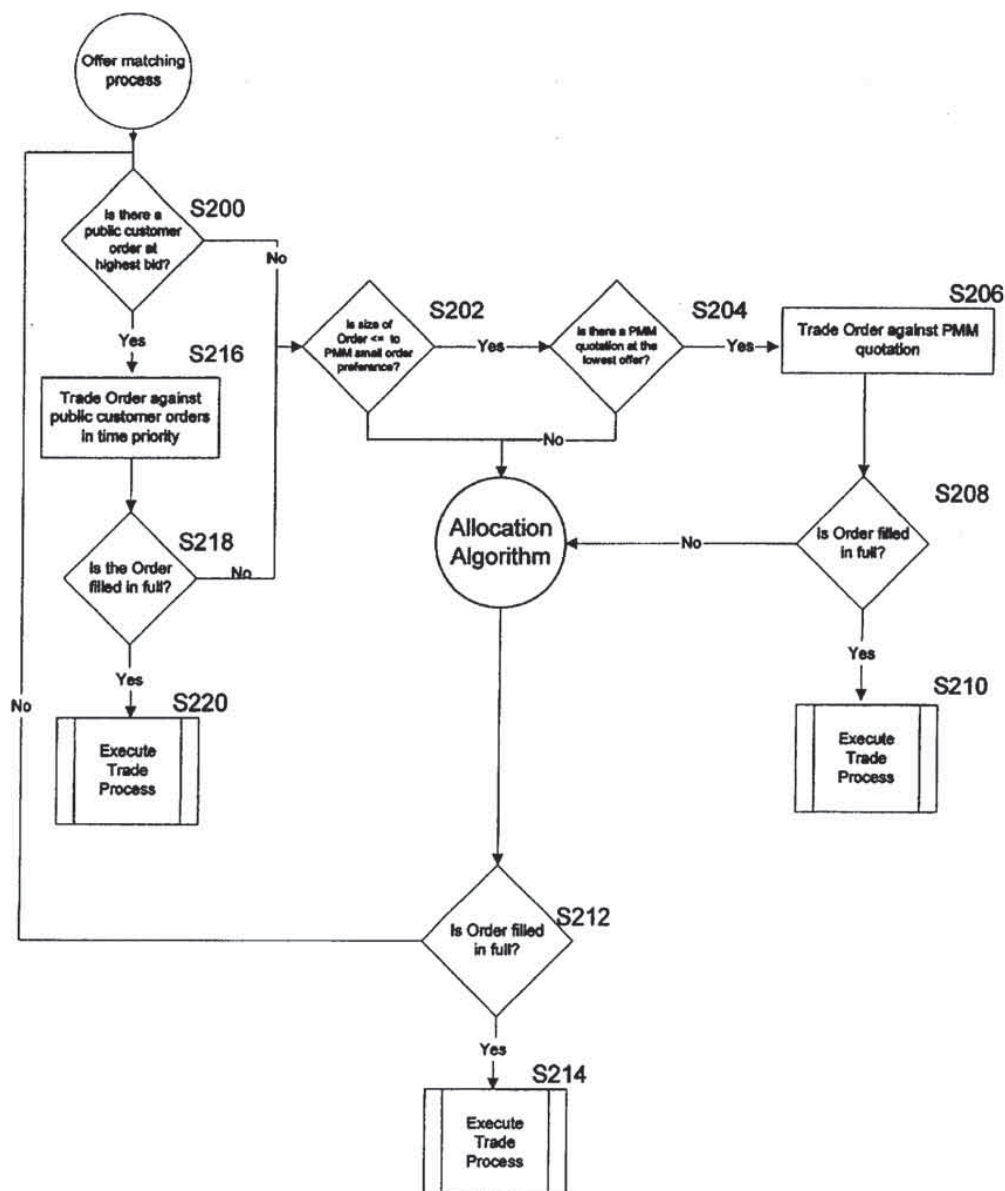 Offer matching
process
S200
Is there a
public customer
order at
highest bid?
No
Yes
S216
Trade Order against
public customer orders
in time priority
S218
Is the Order
filled in full?
No
Yes
S220
Execute
Trade
Process
S202
Is size of
Order <= to
PMM small order
preference?
Yes
S204
Is there a PMM
quotation at the
lowest offer?
Yes
No
S206
Trade Order against PMM
quotation
S208
Is Order filled
in full?
No
Yes
S210
Execute
Trade
Process
Allocation
Algorithm
S212
Is Order filled
in full?
No
Yes
S214
Execute
Trade
Process